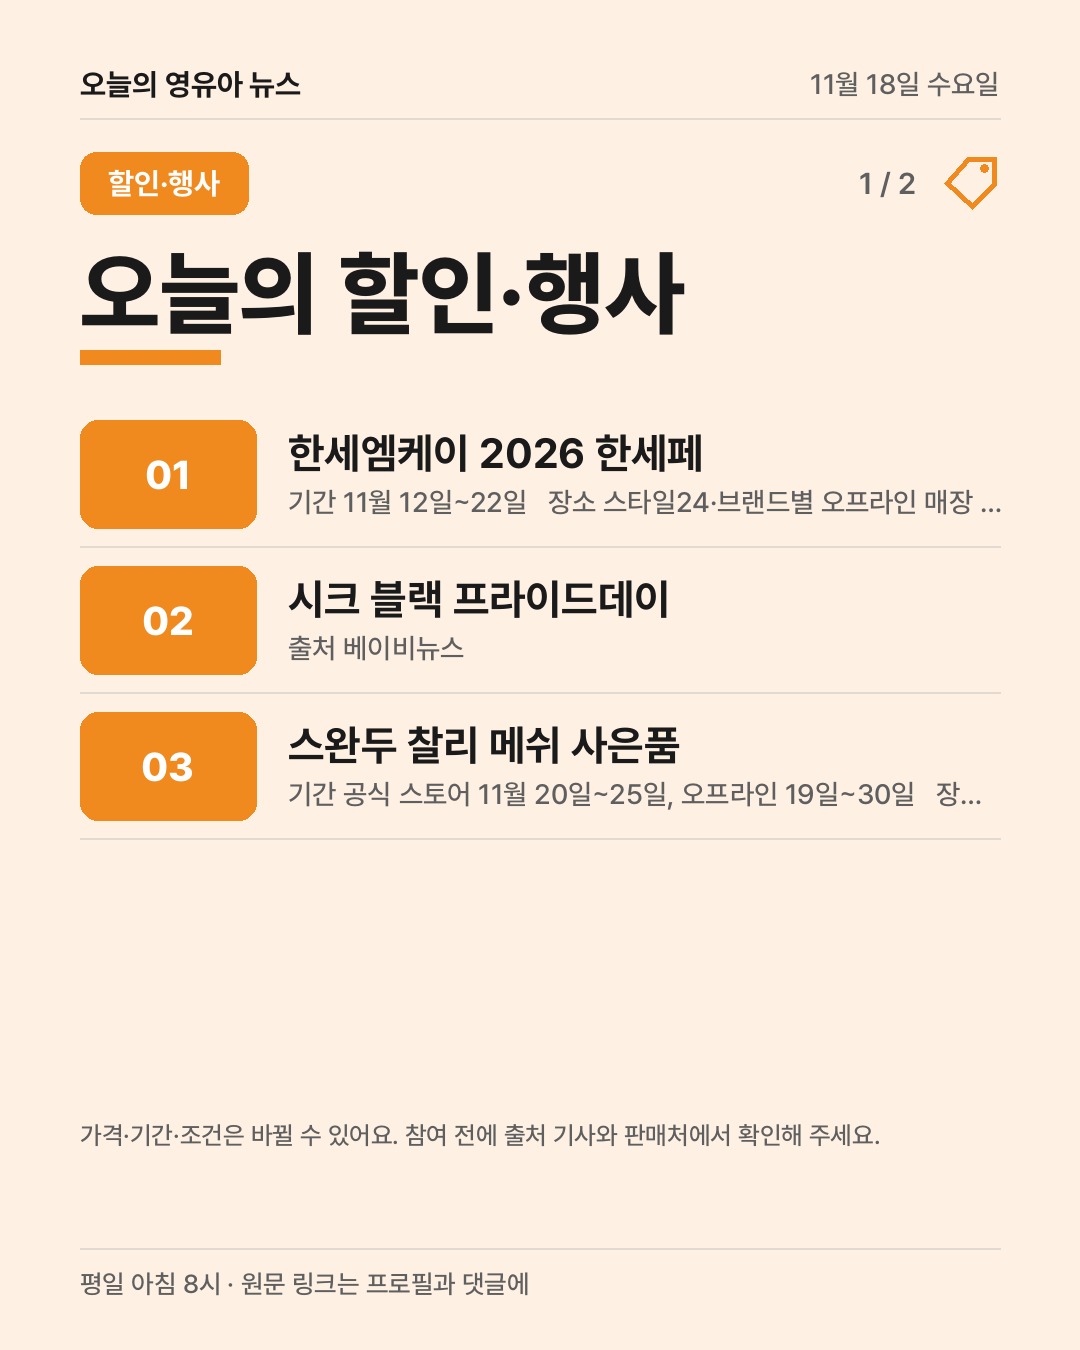 오늘의 영유아 뉴스
11월 18일 수요일
할인·행사
1 / 2
오늘의 할인·행사
01
한세엠케이 2026 한세페
기간 11월 12일~22일 장소 스타일24·브랜드별 오프라인 매장 ...
02
시크 블랙 프라이드데이
출처 베이비뉴스
03
스완두 찰리 메쉬 사은품
기간 공식 스토어 11월 20일~25일, 오프라인 19일~30일 장...
가격·기간·조건은 바뀔 수 있어요. 참여 전에 출처 기사와 판매처에서 확인해 주세요.
평일 아침 8시 · 원문 링크는 프로필과 댓글에